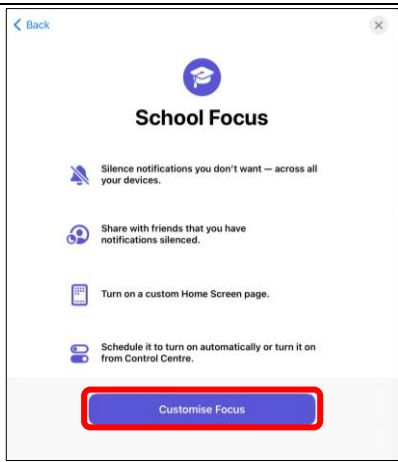 Back
School Focus
Silence notifications you don't want — across all
your devices.
Share with friends that you have
notifications silenced.
Turn on a custom Home Screen page.
Schedule it to turn on automatically or turn it on
from Control Centre.
Customise Focus